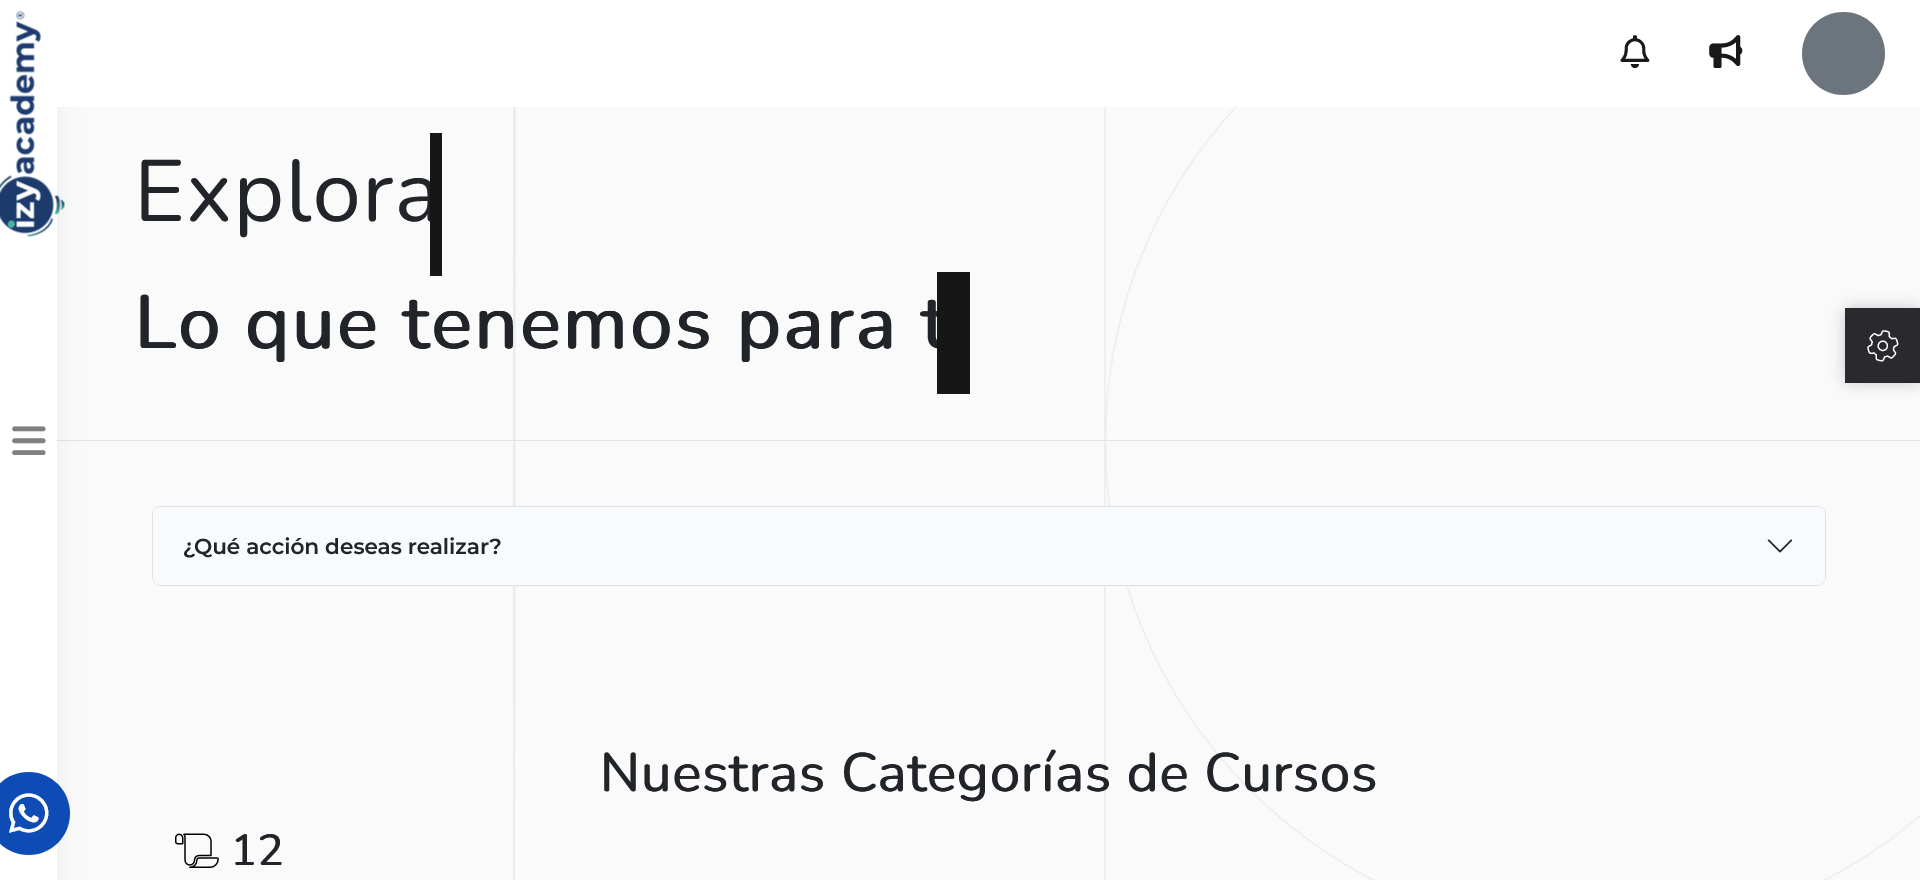 izyacademy®
Explora
Lo que tenemos para t
¿Qué acción deseas realizar?
Nuestras Categorías de Cursos
12